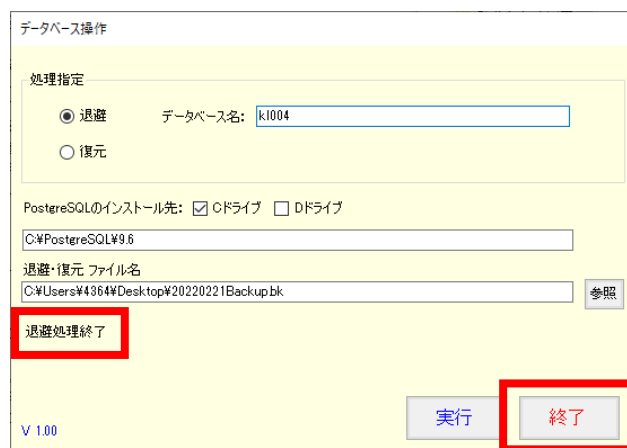 データベース操作
処理指定
退避 データベース名: kl004
復元
PostgreSQLのインストール先: Cドライブ Dドライブ
C:¥PostgreSQL¥9.6
退避・復元 ファイル名
C:¥Users¥4364¥Desktop¥20220221Backup.bk 参照
退避処理終了
実行 終了
V 1.00